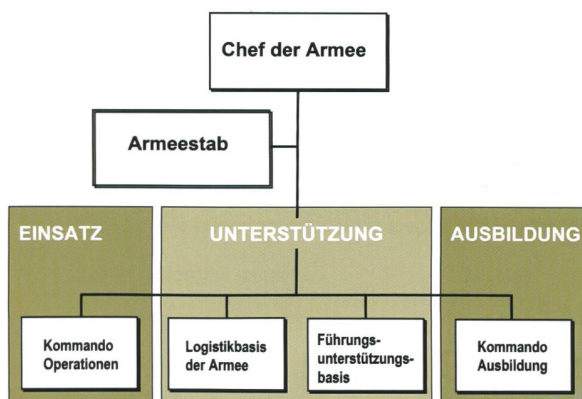 Chef der Armee
Armeestab
EINSATZ
UNTERSTÜTZUNG
AUSBILDUNG
Kommando
Operationen
Logistikbasis
der Armee
Führungs-
unterstützungs-
basis
Kommando
Ausbildung